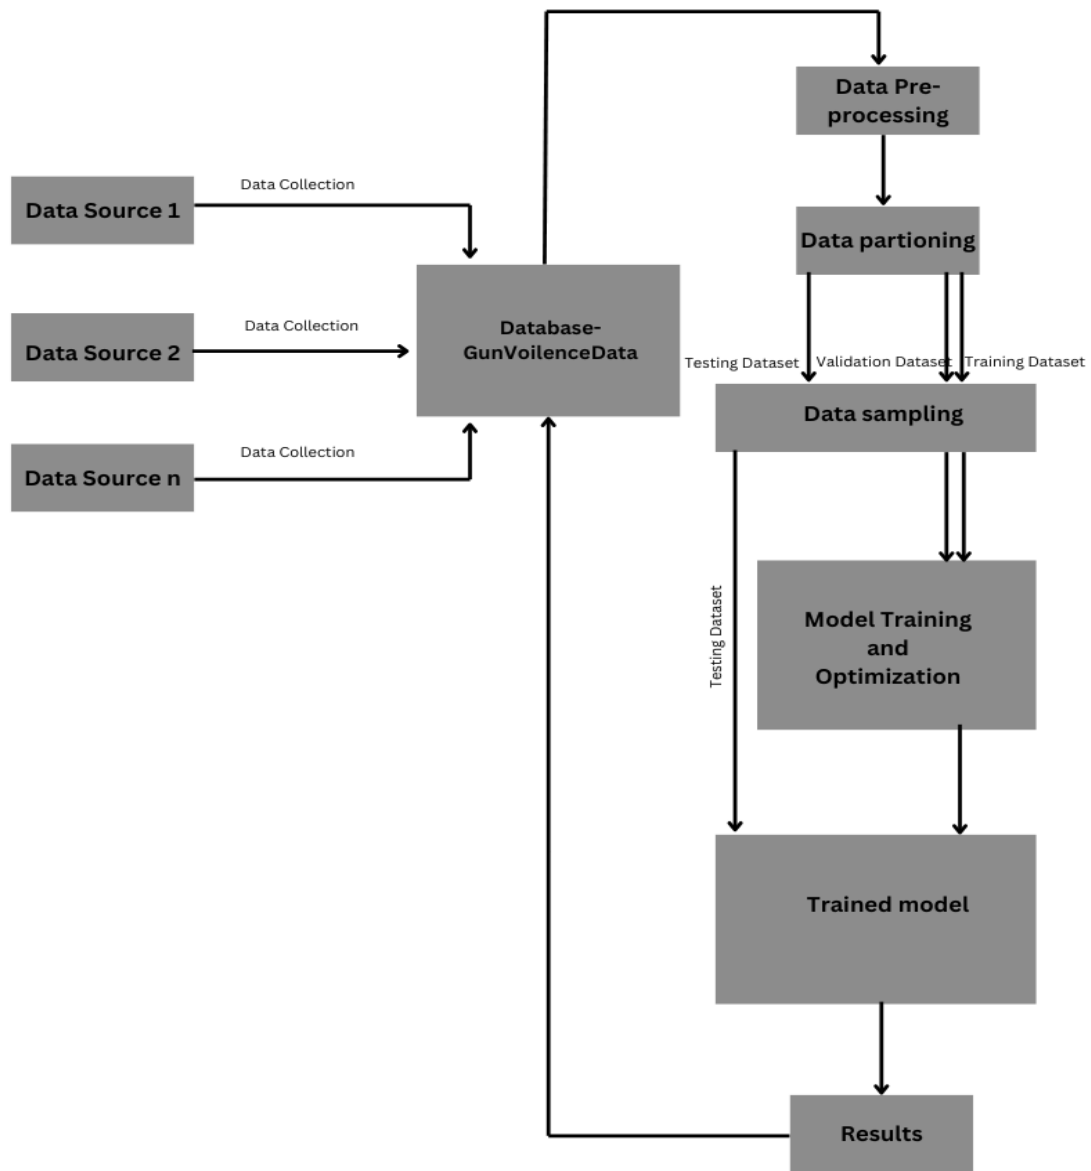 Data Pre-
processing
Data Collection
Data Source 1
Data partioning
Database-
GunVoilenceData
Data Collection
Data Source 2
Testing Dataset
Validation Dataset
Training Dataset
Data sampling
Data Collection
Data Source n
Testing Dataset
Model Training
and
Optimization
Trained model
Results